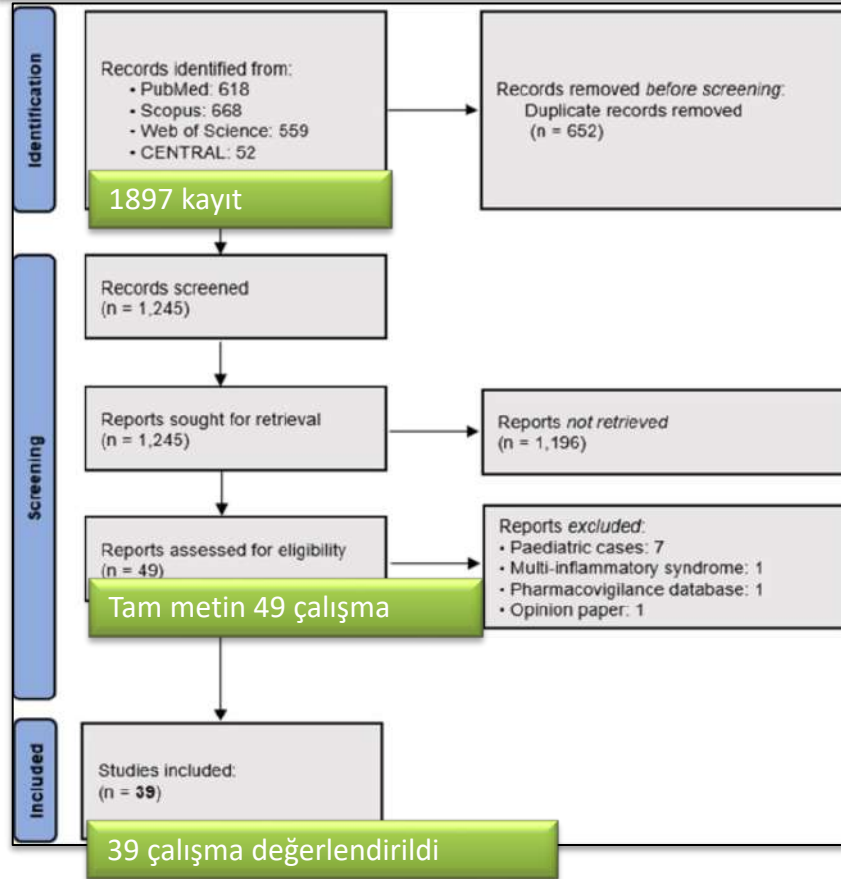 Identification
Records identified from:
• PubMed: 618
• Scopus: 668
- Web of Science: 559
• CENTRAL: 52
1897 kayıt
Records removed before screening:
Duplicate records removed
(n = 652)
Screening
Records screened
(n = 1,245)
Reports sought for retrieval
(n = 1,245)
Reports not retrieved
(n = 1,196)
Reports assessed for eligibility
(n = 49)
Tam metin 49 çalışma
Reports excluded:
• Paediatric cases: 7
• Multi-inflammatory syndrome: 1
• Pharmacovigilance database: 1
• Opinion paper: 1
Included
Studies included:
(n = 39)
39 çalışma değerlendirildi